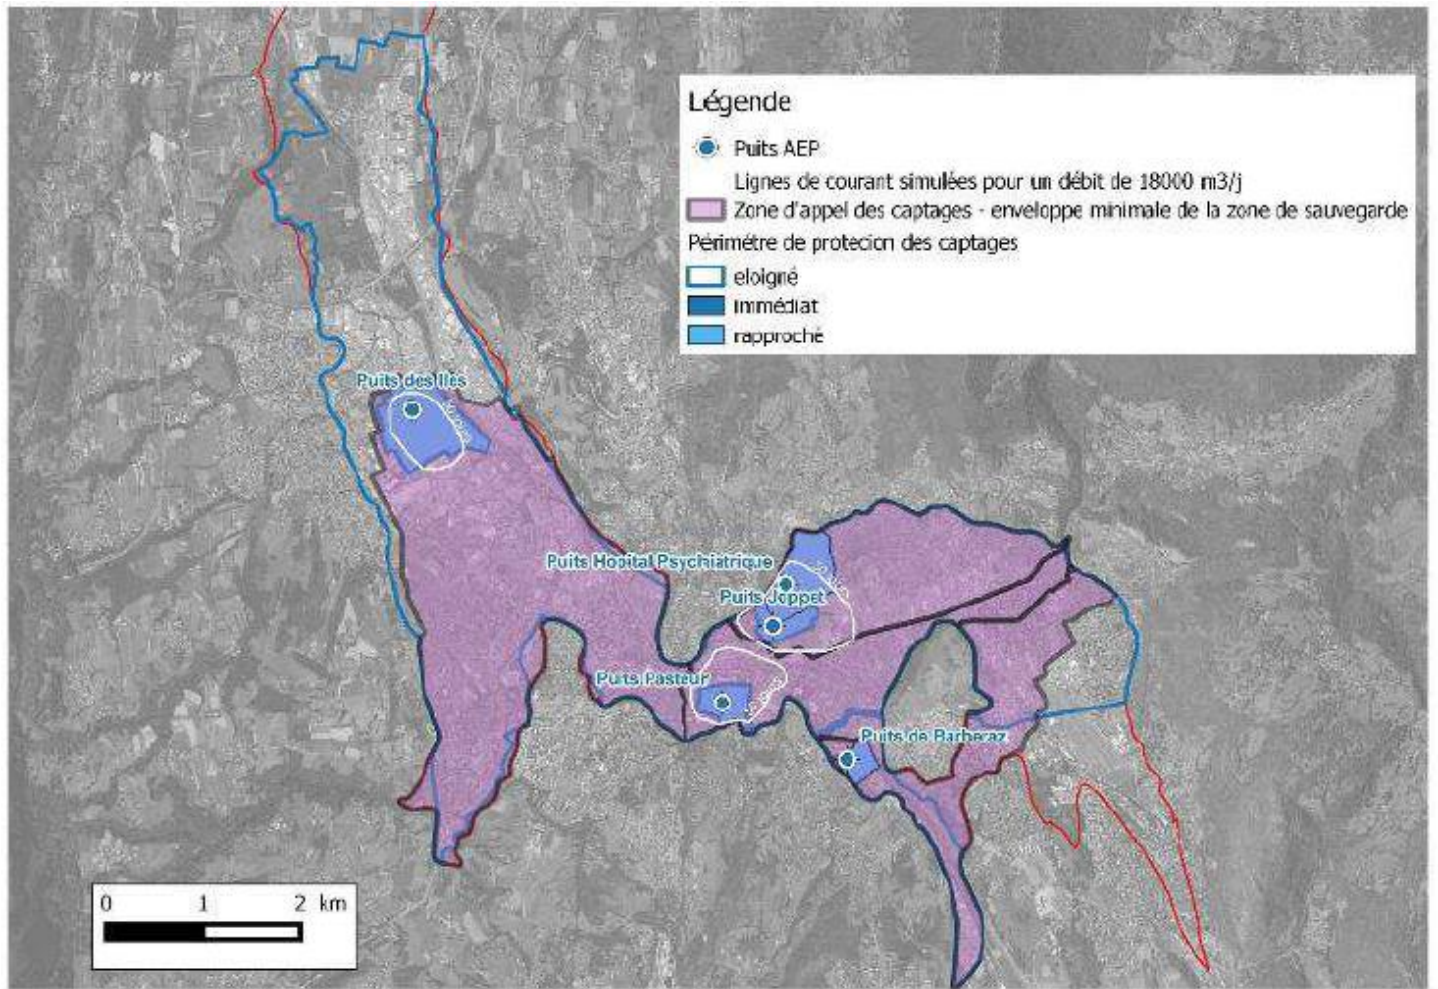 Légende
Puits AEP
Lignes de courant simulées pour un débit de 18000 m3/j
Zone d'appel des captages - enveloppe minimale de la zone de sauvegarde
Périmétre de protecion des captages
eloigné
immédiat
rapproché
Puits des Iles
Puits Hopital Psychiatrique
Puits Joppet
Puits Pasteur
Puits de Barberaz
0 1 2 km